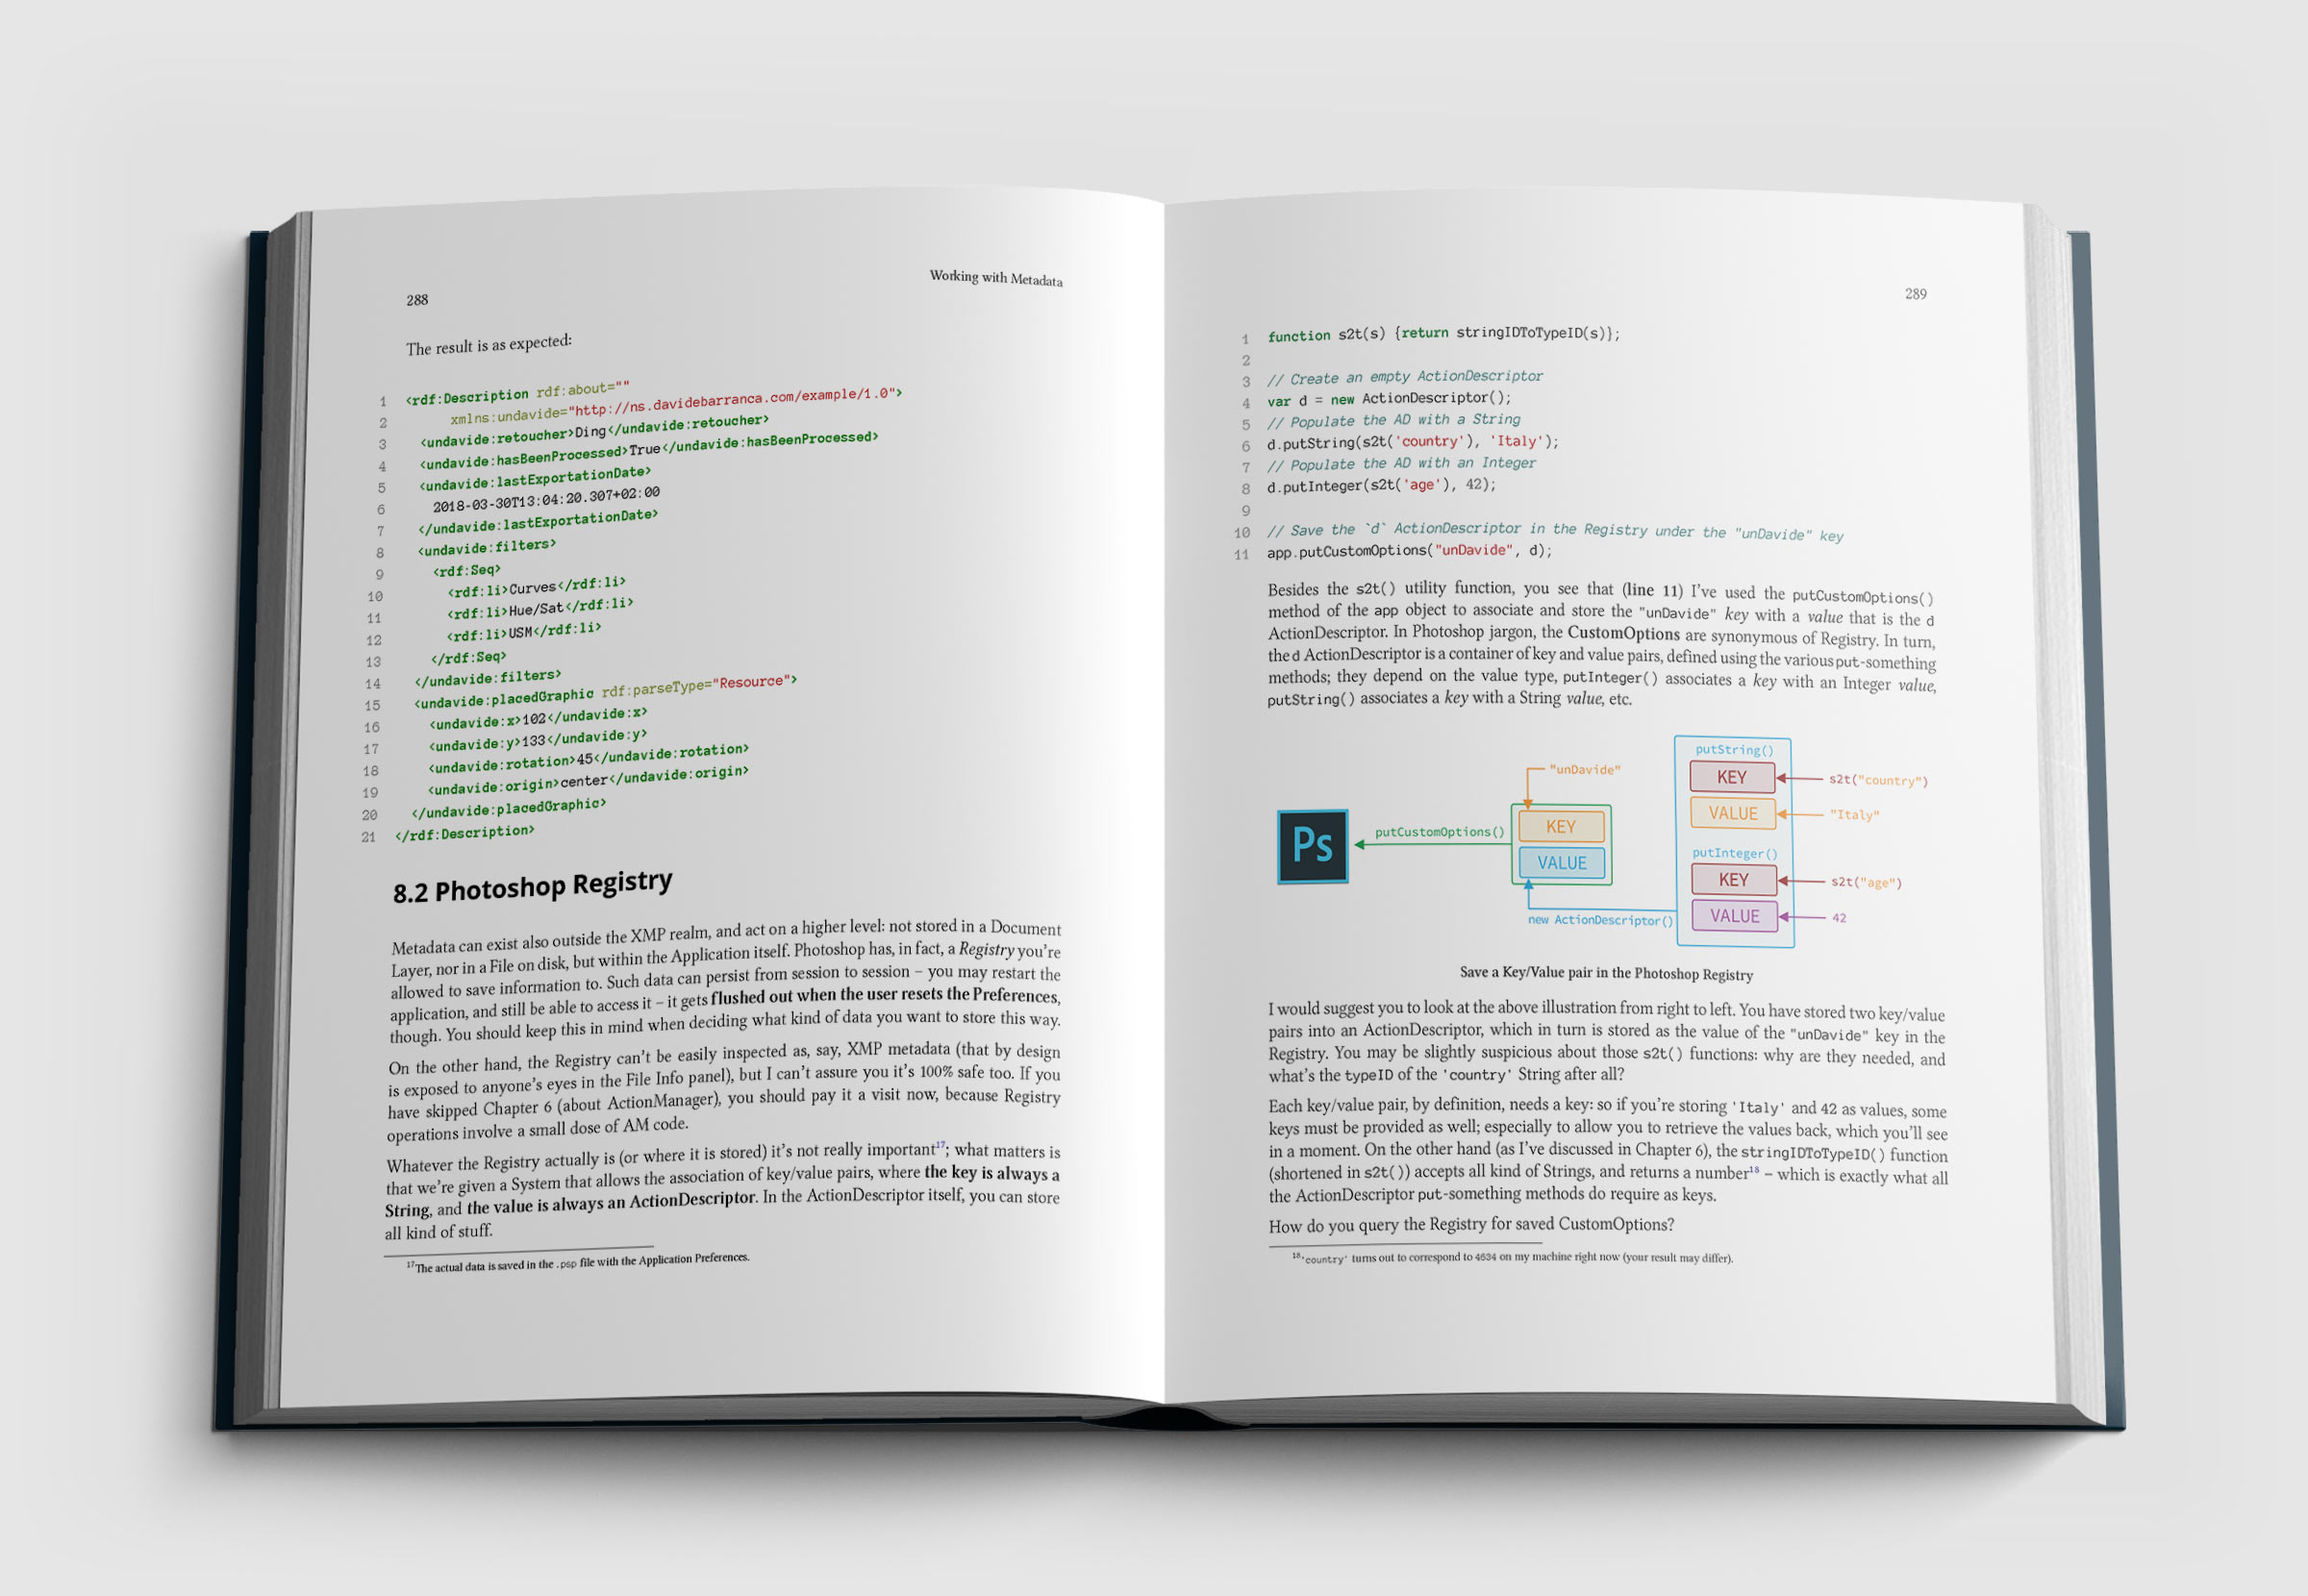 288
Working with Metadata
The result is as expected:
1 <rdf:Description rdf:about=""
2 xmlns:undavide="http://ns.davidebarranca.com/example/1.0">
3 <undavide:retoucher>Ding</undavide:retoucher>
4 <undavide:hasBeenProcessed>True</undavide:hasBeenProcessed>
5 <undavide:lastExportationDate>
6 2018-03-30T13:04:20.307+02:00
7 </undavide:lastExportationDate>
8 <undavide:filters>
9 <rdf:Seq>
10 <rdf:li>Curves</rdf:li>
11 <rdf:li>Hue/Sat</rdf:li>
12 <rdf:li>USM</rdf:li>
13 </rdf:Seq>
14 </undavide:filters>
15 <undavide:placedGraphic rdf:parseType="Resource">
16 <undavide:x>102</undavide:x>
17 <undavide:y>133</undavide:y>
18 <undavide:rotation>45</undavide:rotation>
19 <undavide:origin>center</undavide:origin>
20 </undavide:placedGraphic>
21 </rdf:Description>
8.2 Photoshop Registry
Metadata can exist also outside the XMP realm, and act on a higher level: not stored in a Document
Layer, nor in a File on disk, but within the Application itself. Photoshop has, in fact, a Registry you're
allowed to save information to. Such data can persist from session to session – you may restart the
application, and still be able to access it – it gets flushed out when the user resets the Preferences,
though. You should keep this in mind when deciding what kind of data you want to store this way.
On the other hand, the Registry can't be easily inspected as, say, XMP metadata (that by design
is exposed to anyone's eyes in the File Info panel), but I can't assure you it's 100% safe too. If you
have skipped Chapter 6 (about ActionManager), you should pay it a visit now, because Registry
operations involve a small dose of AM code.
Whatever the Registry actually is (or where it is stored) it's not really important17; what matters is
that we're given a System that allows the association of key/value pairs, where the key is always a
String, and the value is always an ActionDescriptor. In the ActionDescriptor itself, you can store
all kind of stuff.
17The actual data is saved in the .psp file with the Application Preferences.
289
1 function s2t(s) {return stringIDToTypeID(s)};
2
3 // Create an empty ActionDescriptor
4 var d = new ActionDescriptor();
5 // Populate the AD with a String
6 d.putString(s2t('country'), 'Italy');
7 // Populate the AD with an Integer
8 d.putInteger(s2t('age'), 42);
9
10 // Save the `d` ActionDescriptor in the Registry under the "unDavide" key
11 app.putCustomOptions("unDavide", d);
Besides the s2t() utility function, you see that (line 11) I've used the putCustomOptions()
method of the app object to associate and store the "unDavide" key with a value that is the d
ActionDescriptor. In Photoshop jargon, the CustomOptions are synonymous of Registry. In turn,
the d ActionDescriptor is a container of key and value pairs, defined using the various put-something
methods; they depend on the value type, putInteger() associates a key with an Integer value,
putString() associates a key with a String value, etc.
putString()
"unDavide"
KEY
s2t("country")
VALUE
"Italy"
Ps
putCustomOptions()
KEY
VALUE
putInteger()
KEY
s2t("age")
VALUE
42
new ActionDescriptor()
Save a Key/Value pair in the Photoshop Registry
I would suggest you to look at the above illustration from right to left. You have stored two key/value
pairs into an ActionDescriptor, which in turn is stored as the value of the "unDavide" key in the
Registry. You may be slightly suspicious about those s2t() functions: why are they needed, and
what's the typeID of the 'country' String after all?
Each key/value pair, by definition, needs a key: so if you're storing 'Italy' and 42 as values, some
keys must be provided as well; especially to allow you to retrieve the values back, which you'll see
in a moment. On the other hand (as I've discussed in Chapter 6), the stringIDToTypeID() function
(shortened in s2t()) accepts all kind of Strings, and returns a number18 – which is exactly what all
the ActionDescriptor put-something methods do require as keys.
How do you query the Registry for saved CustomOptions?
18'country' turns out to correspond to 4634 on my machine right now (your result may differ).